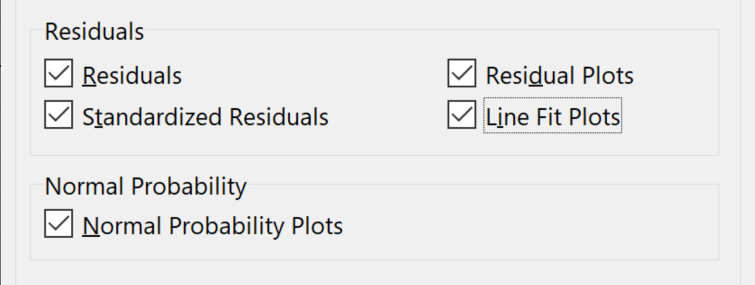 Residuals
Residuals
Residual Plots
Standardized Residuals
Line Fit Plots
Normal Probability
Normal Probability Plots